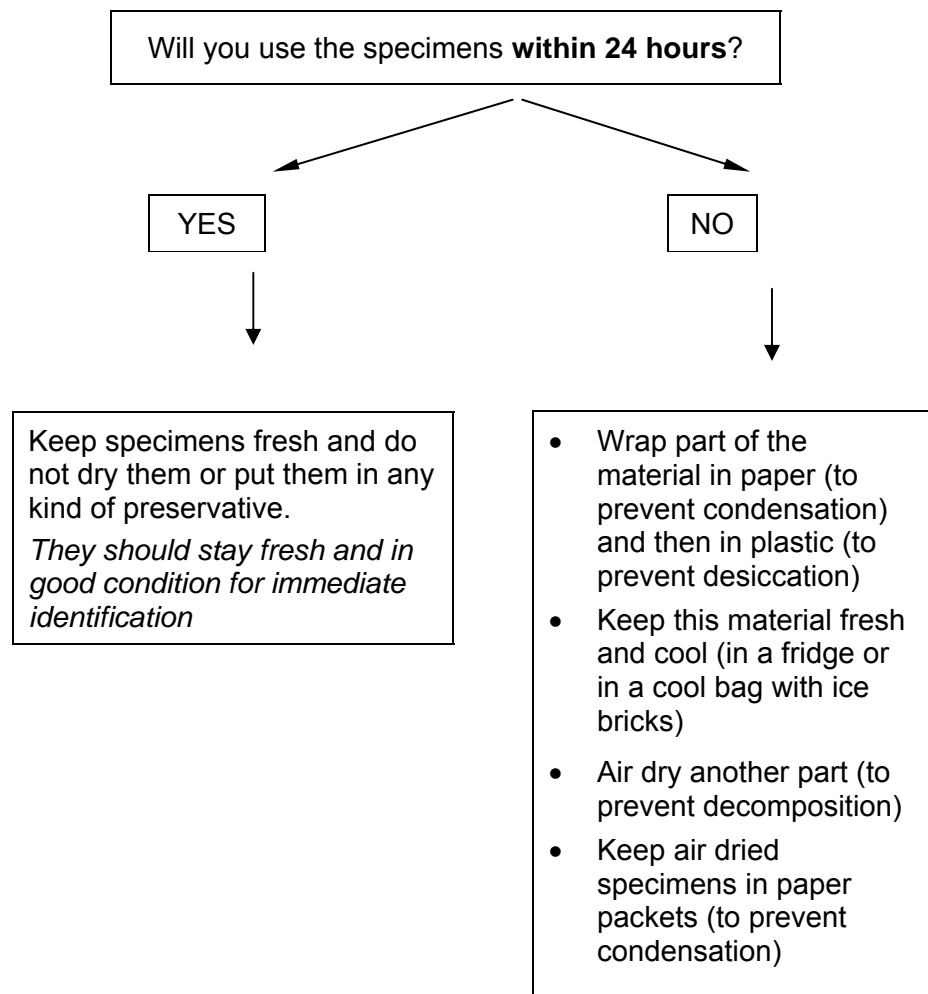 Will you use the specimens within 24 hours?
YES
NO
Keep specimens fresh and do
not dry them or put them in any
kind of preservative.
They should stay fresh and in
good condition for immediate
identification
• Wrap part of the
material in paper (to
prevent condensation)
and then in plastic (to
prevent desiccation)
• Keep this material fresh
and cool (in a fridge or
in a cool bag with ice
bricks)
• Air dry another part (to
prevent decomposition)
• Keep air dried
specimens in paper
packets (to prevent
condensation)